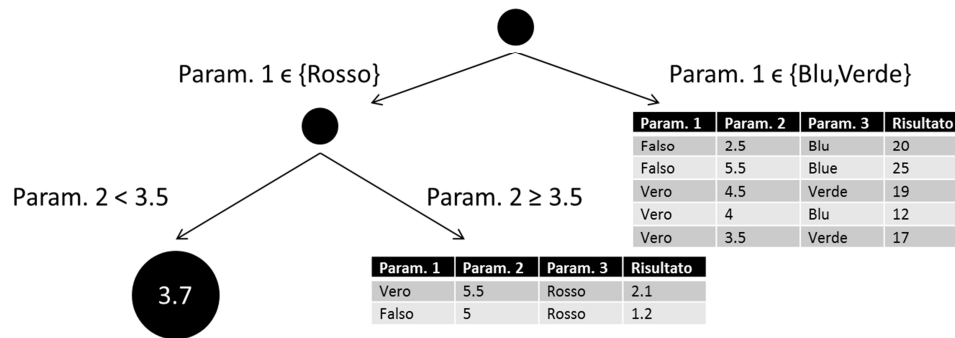 Param. 1 ϵ {Rosso}
Param. 1 ϵ {Blu,Verde}
Param. 1 Param. 2 Param. 3 Risultato
Falso 2.5 Blu 20
Falso 5.5 Blue 25
Vero 4.5 Verde 19
Vero 4 Blu 12
Vero 3.5 Verde 17
Param. 2 < 3.5
Param. 2 ≥ 3.5
3.7
Param. 1 Param. 2 Param. 3 Risultato
Vero 5.5 Rosso 2.1
Falso 5 Rosso 1.2